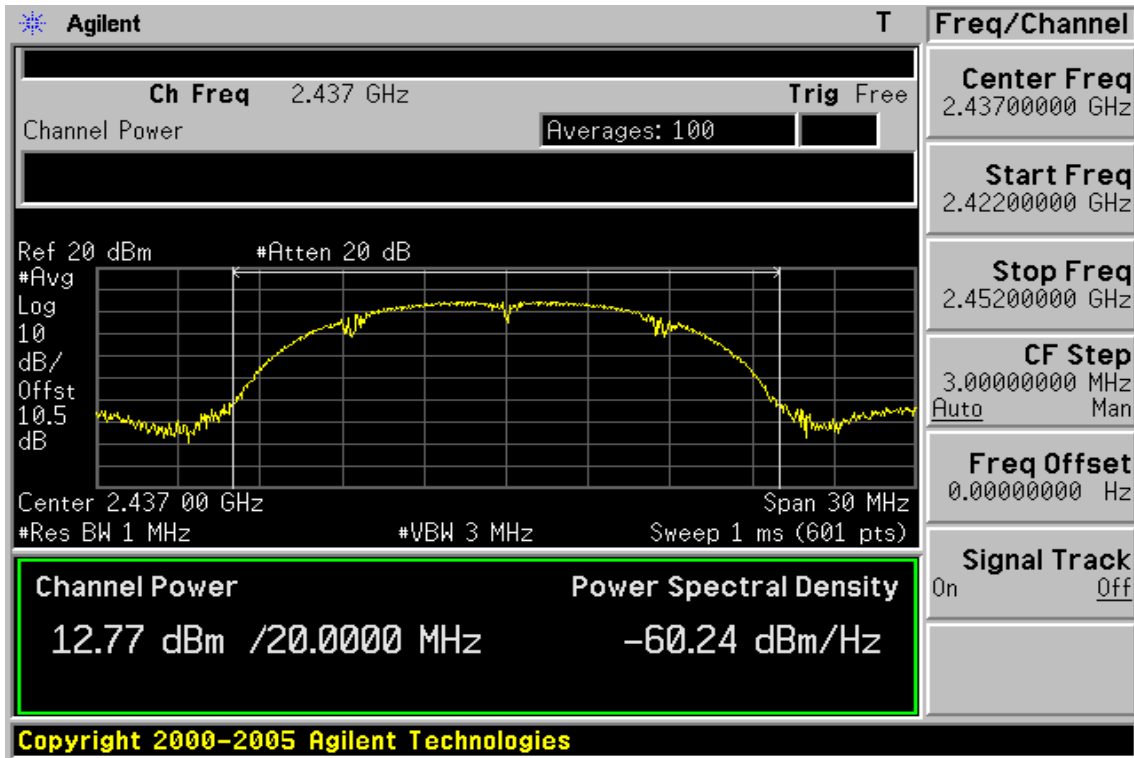 Agilent T
Ch Freq 2.437 GHz Trig Free
Channel Power Averages: 100
Ref 20 dBm #Atten 20 dB
#Avg
Log
10
dB/
Offst
10.5
dB
Center 2.437 00 GHz Span 30 MHz
#Res BW 1 MHz #VBW 3 MHz Sweep 1 ms (601 pts)
Channel Power Power Spectral Density
12.77 dBm /20.0000 MHz -60.24 dBm/Hz
Copyright 2000-2005 Agilent Technologies
Freq/Channel
Center Freq
2.43700000 GHz
Start Freq
2.42200000 GHz
Stop Freq
2.45200000 GHz
CF Step
3.00000000 MHz
Auto Man
Freq Offset
0.00000000 Hz
Signal Track
On Off